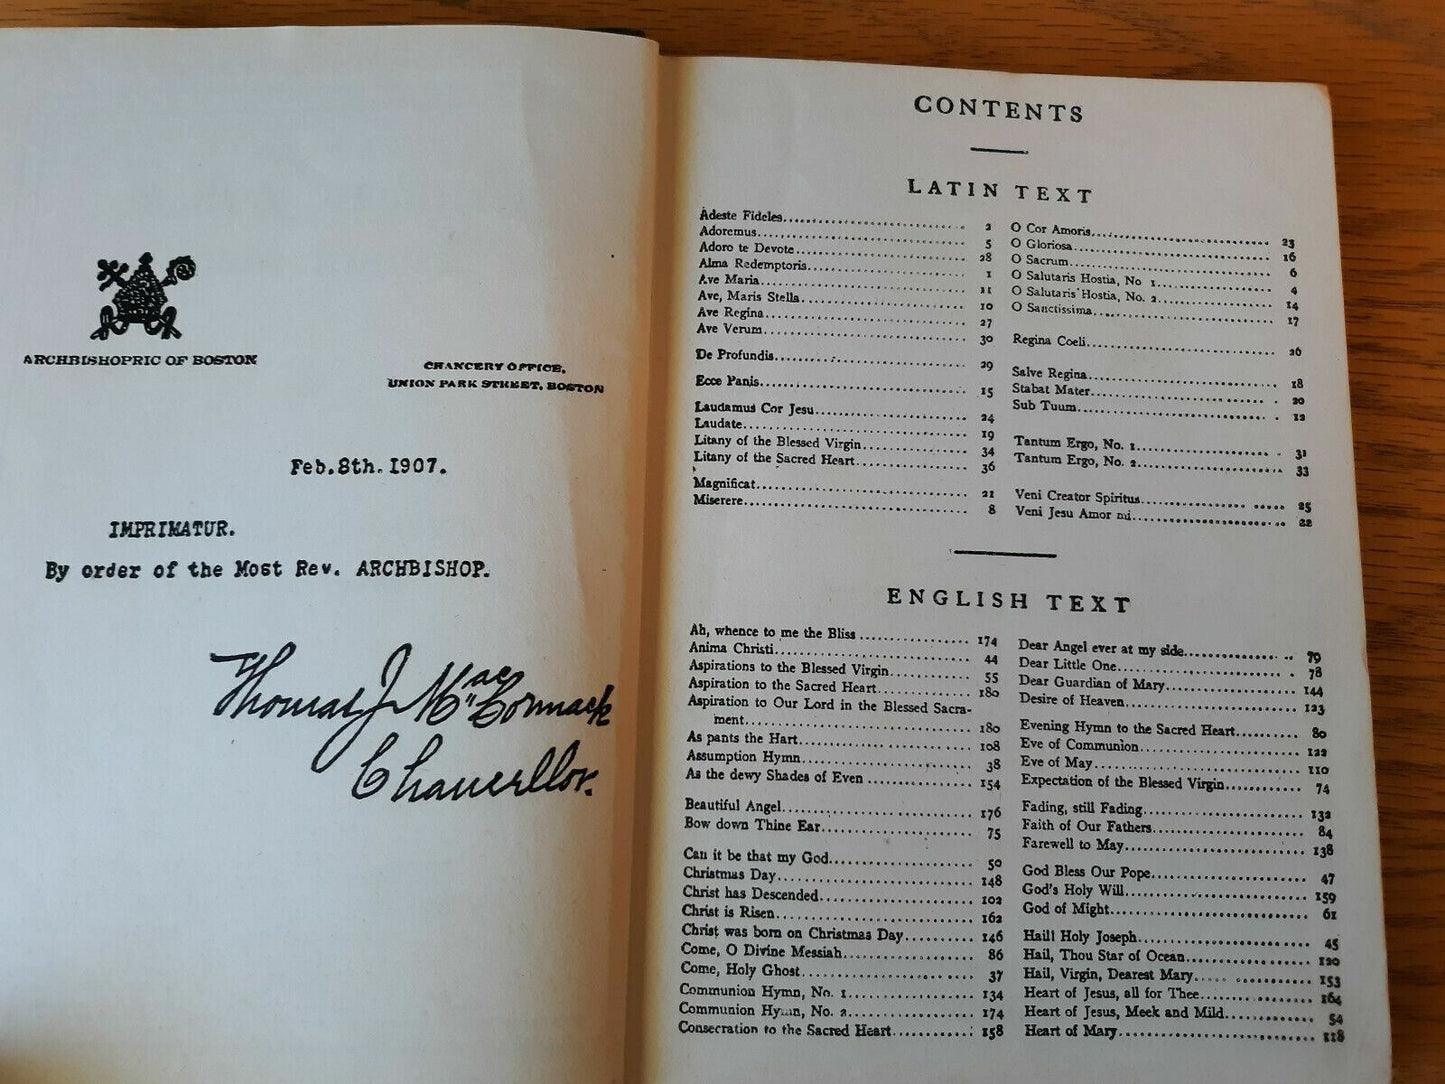 ARCHBISHOPRIC OF BOSTON
CHANCERY OFFICE,
UNION PARK STREET, BOSTON
Feb.8th.1907.
IMPRIMATUR.
By order of the Most Rev. ARCHBISHOP.
Thomas J. MacCormack
Chancellor.
CONTENTS
LATIN TEXT
Adeste Fideles 2
Adoremus 5
Adoro te Devote 28
Alma Redemptoris 1
Ave Maria 11
Ave, Maris Stella 10
Ave Regina 27
Ave Verum 30
De Profundis 29
Ecce Panis 15
Laudamus Cor Jesu 24
Laudate 19
Litany of the Blessed Virgin 34
Litany of the Sacred Heart 36
Magnificat 21
Miserere 8
O Cor Amoris 23
O Gloriosa 16
O Sacrum 6
O Salutaris Hostia, No 1 4
O Salutaris Hostia, No. 2 14
O Sanctissima 17
Regina Coeli 26
Salve Regina 18
Stabat Mater 20
Sub Tuum 12
Tantum Ergo, No. 1 31
Tantum Ergo, No. 2 33
Veni Creator Spiritus 25
Veni Jesu Amor mi 22
ENGLISH TEXT
Ah, whence to me the Bliss 174
Anima Christi 44
Aspirations to the Blessed Virgin 55
Aspiration to the Sacred Heart 180
Aspiration to Our Lord in the Blessed Sacra-
ment 180
As pants the Hart 108
Assumption Hymn 38
As the dewy Shades of Even 154
Beautiful Angel 176
Bow down Thine Ear 75
Can it be that my God 50
Christmas Day 148
Christ has Descended 102
Christ is Risen 162
Christ was born on Christmas Day 146
Come, O Divine Messiah 86
Come, Holy Ghost 37
Communion Hymn, No. 1 134
Communion Hymn, No. 2 174
Consecration to the Sacred Heart 158
Dear Angel ever at my side 79
Dear Little One 78
Dear Guardian of Mary 144
Desire of Heaven 123
Evening Hymn to the Sacred Heart 80
Eve of Communion 122
Eve of May 110
Expectation of the Blessed Virgin 74
Fading, still Fading 132
Faith of Our Fathers 84
Farewell to May 138
God Bless Our Pope 47
God's Holy Will 159
God of Might 61
Hail! Holy Joseph 45
Hail, Thou Star of Ocean 120
Hail, Virgin, Dearest Mary 153
Heart of Jesus, all for Thee 164
Heart of Jesus, Meek and Mild 54
Heart of Mary 118